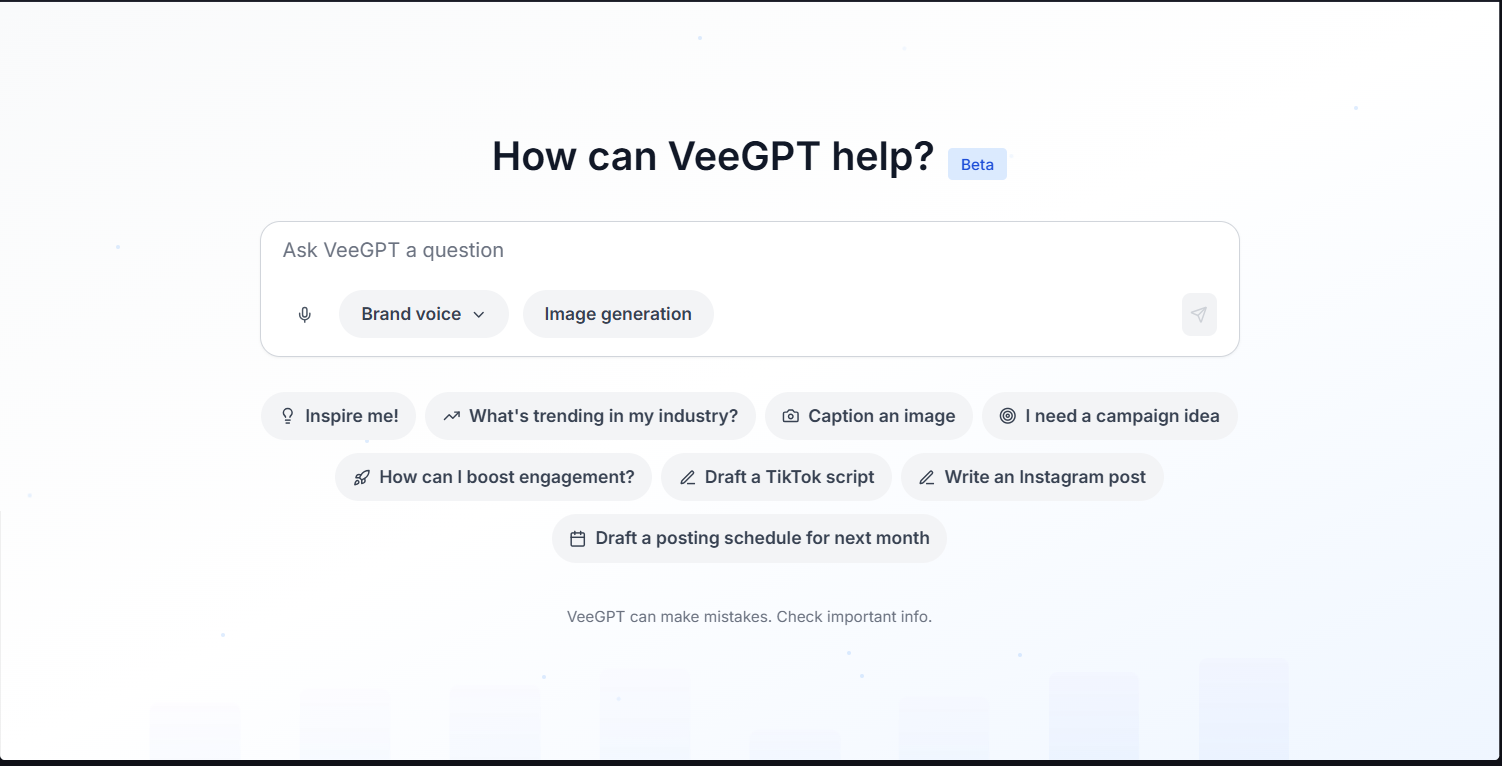 How can VeeGPT help? Beta
Ask VeeGPT a question
Brand voice Image generation
Inspire me! What's trending in my industry? Caption an image I need a campaign idea
How can I boost engagement? Draft a TikTok script Write an Instagram post
Draft a posting schedule for next month
VeeGPT can make mistakes. Check important info.